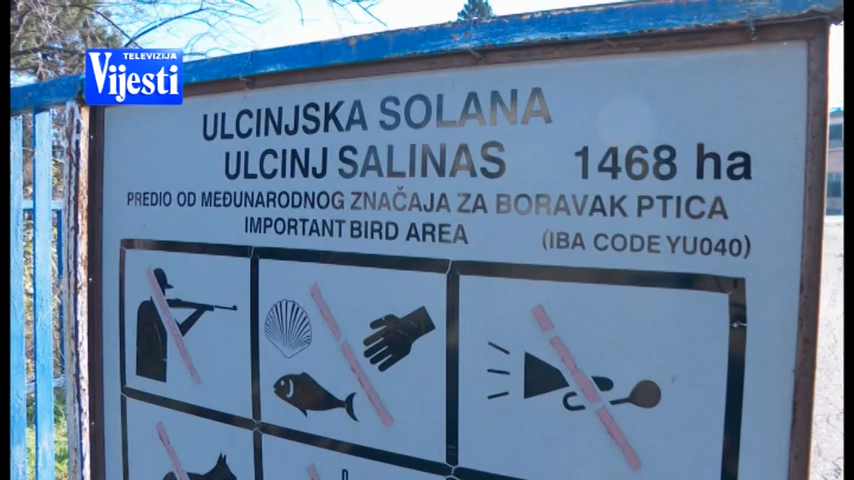 TELEVIZIJA
Vijesti
ULCINJSKA SOLANA
ULCINJ SALINAS 1468 ha
PREDIO OD MEĐUNARODNOG ZNAČAJA ZA BORAVAK PTICA
IMPORTANT BIRD AREA (IBA CODE YU040)